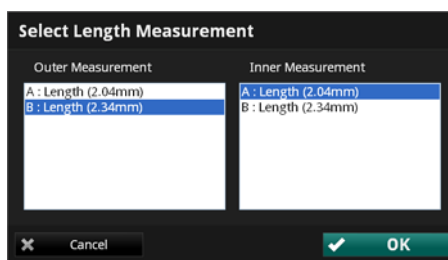 Select Length Measurement
Outer Measurement
A : Length (2.04mm)
B : Length (2.34mm)
Inner Measurement
A : Length (2.04mm)
B : Length (2.34mm)
Cancel
OK